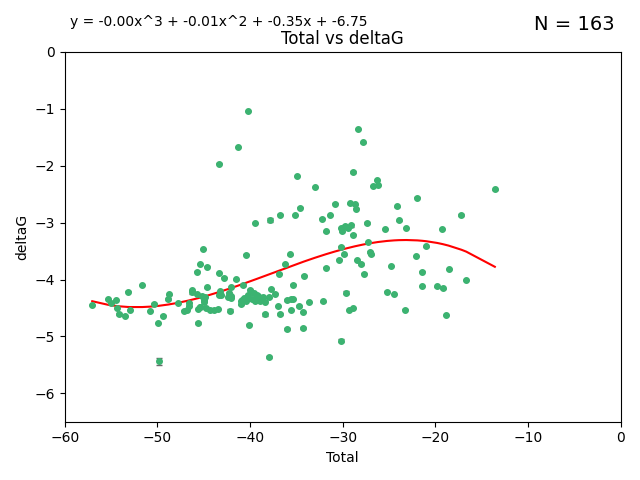 y = -0.00x^3 + -0.01x^2 + -0.35x + -6.75
N = 163
Total vs deltaG
0
−1
−2
−3
−4
−5
−6
deltaG
−60 −50 −40 −30 −20 −10 0
Total